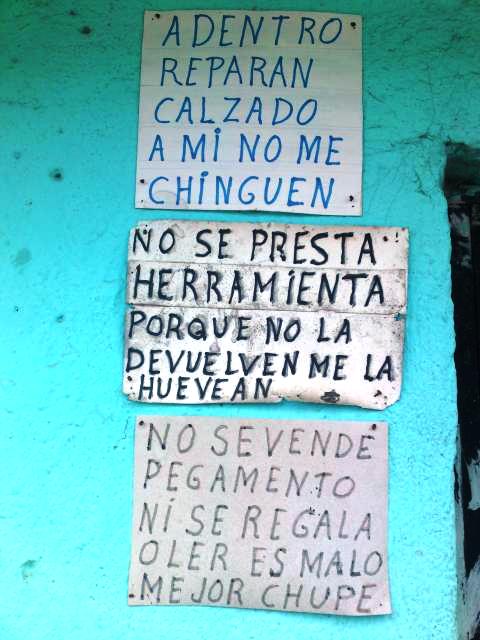 ADENTRO
REPARAN
CALZADO
A MI NO ME
CHINGUEN
NO SE PRESTA
HERRAMIENTA
PORQUE NO LA
DEVUELVEN ME LA
HUEVEAN
NO SE VENDE
PEGAMENTO
NI SE REGALA
OLER ES MALO
MEJOR CHUPE